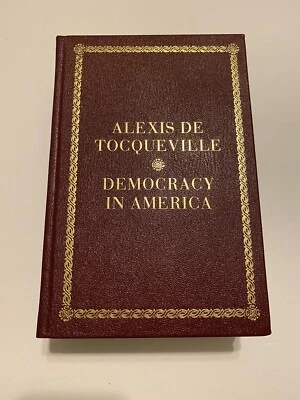 ALEXIS DE
TOCQUEVILLE
DEMOCRACY
IN AMERICA